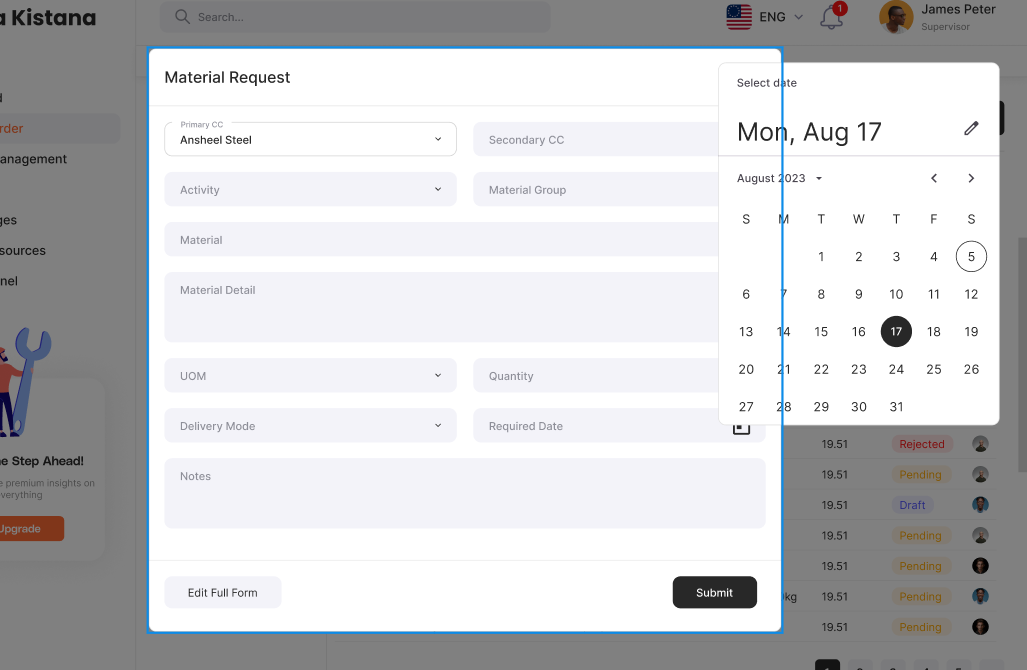 a Kistana
Search...
ENG
1
James Peter
Supervisor
rder
anagement
ges
sources
nel
e Step Ahead!
e premium insights on
verything
Upgrade
Material Request
Primary CC
Ansheel Steel
Secondary CC
Activity
Material Group
Material
Material Detail
UOM
Quantity
Delivery Mode
Required Date
Notes
Edit Full Form
Submit
Select date
Mon, Aug 17
August 2023
S M T W T F S
1 2 3 4 5
6 7 8 9 10 11 12
13 14 15 16 17 18 19
20 21 22 23 24 25 26
27 28 29 30 31
19.51 Rejected
19.51 Pending
19.51 Draft
19.51 Pending
19.51 Pending
kg 19.51 Pending
19.51 Pending